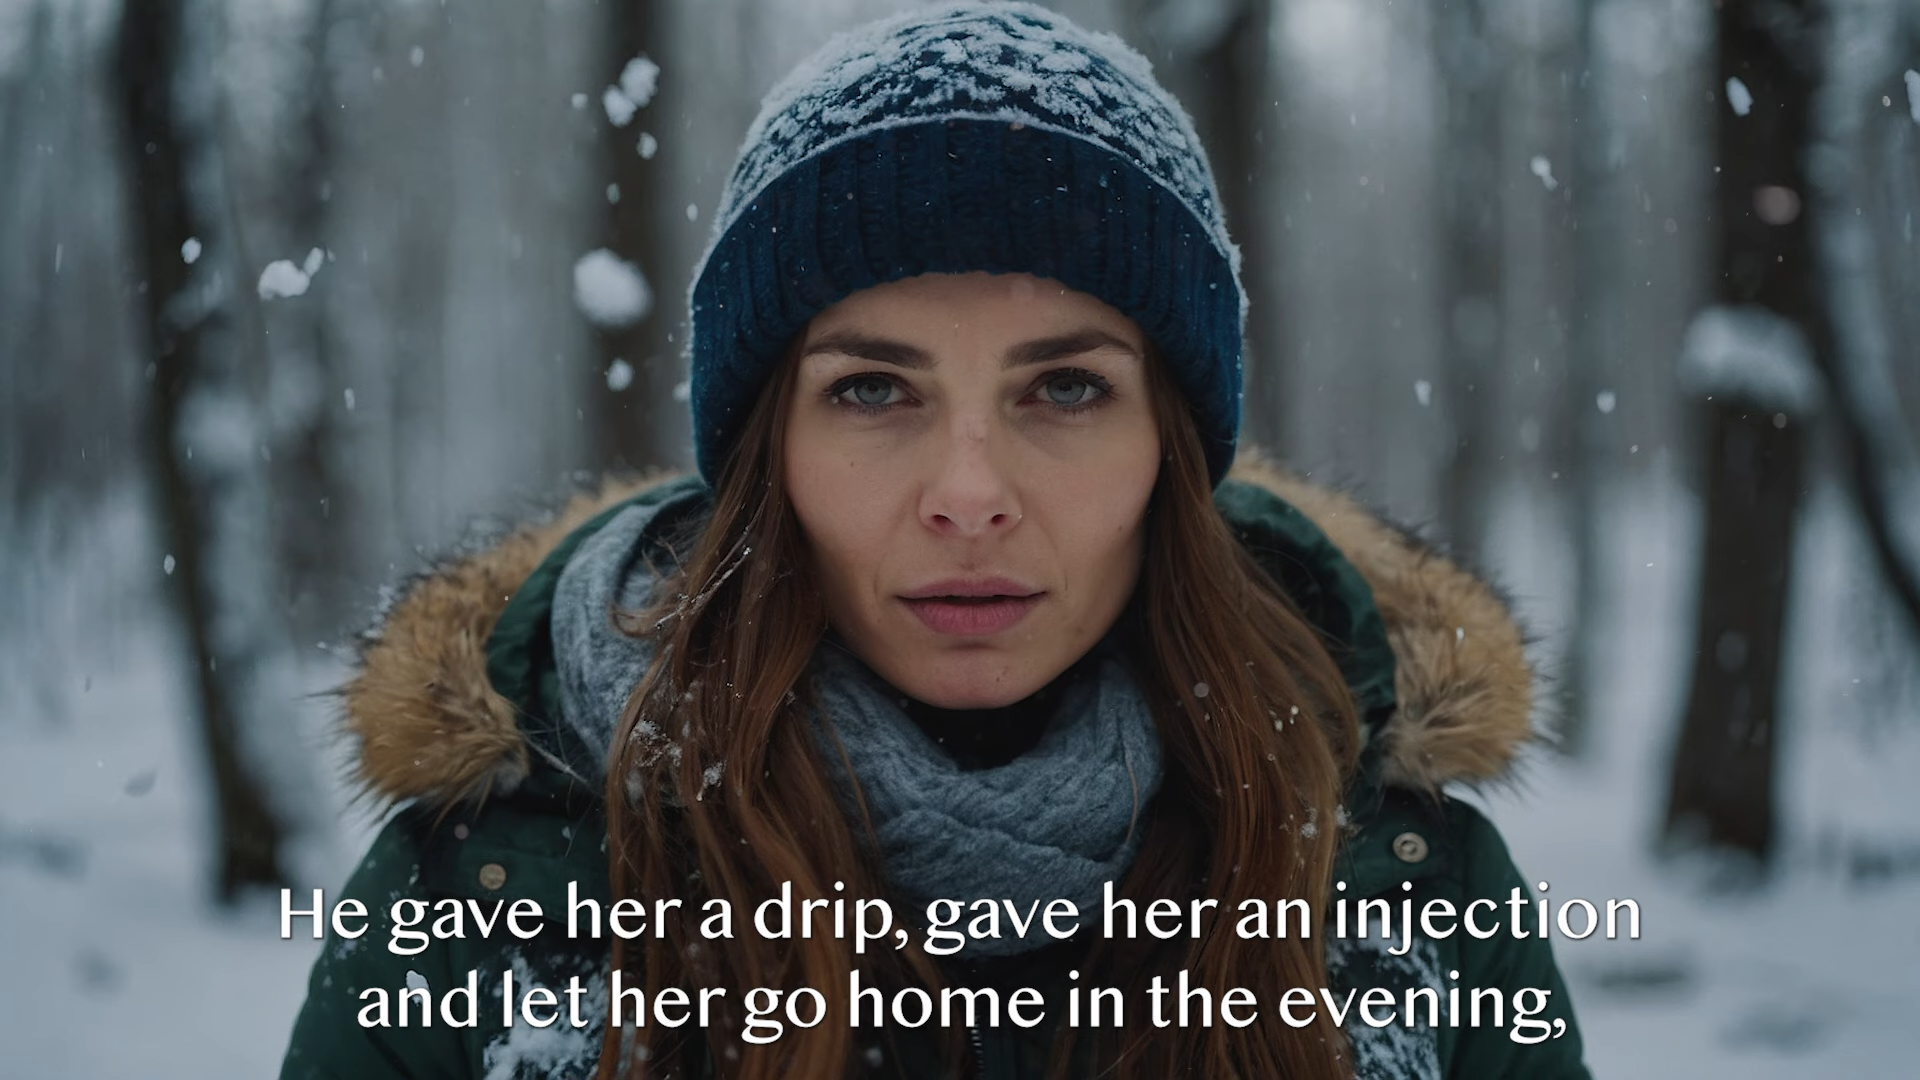 He gave her a drip, gave her an injection
and let her go home in the evening,